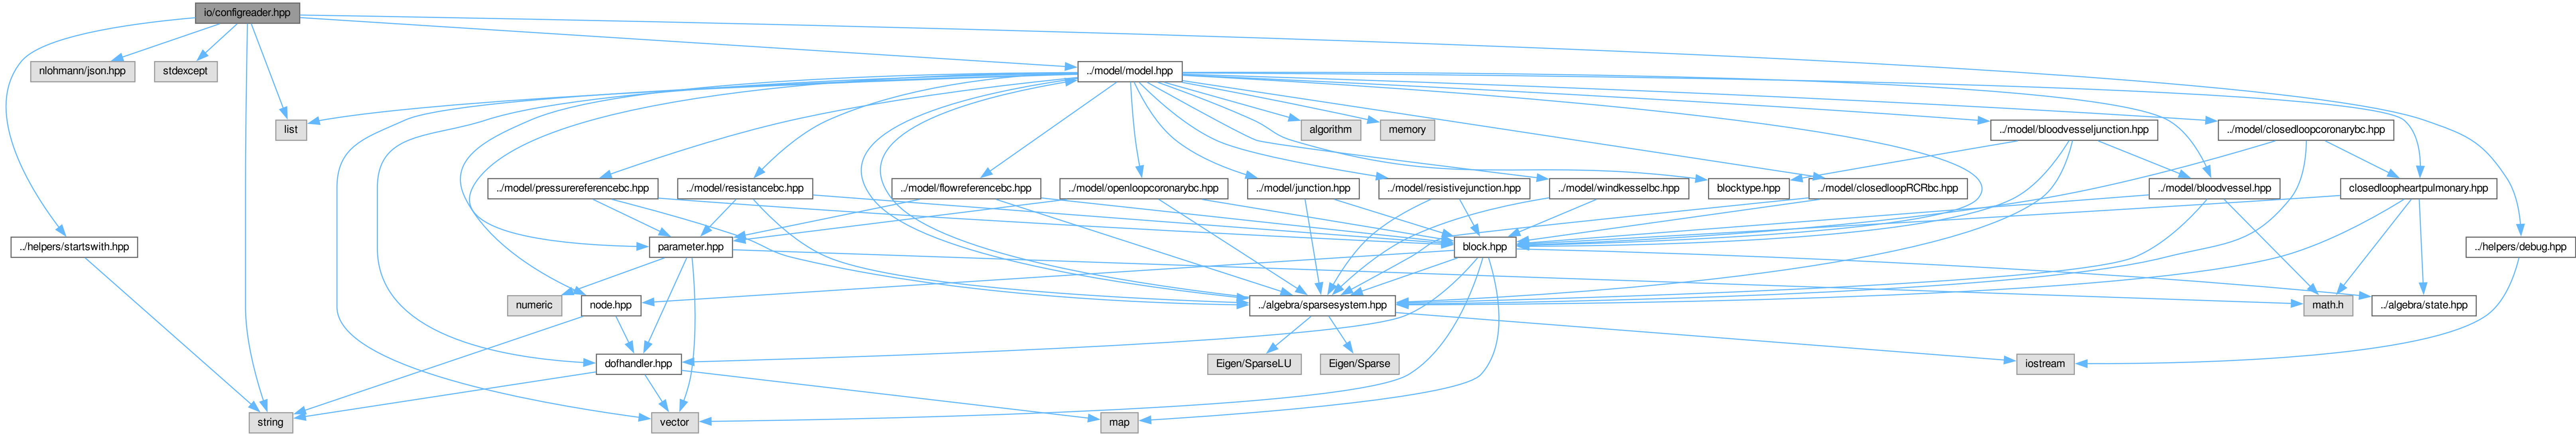 io/configreader.hpp
nlohmann/json.hpp
stdexcept
../model/model.hpp
list
algorithm
memory
../model/bloodvesseljunction.hpp
../model/closedloopcoronarybc.hpp
../model/pressurereferencebc.hpp
../model/resistancebc.hpp
../model/flowreferencebc.hpp
../model/openloopcoronarybc.hpp
../model/junction.hpp
../model/resistivejunction.hpp
../model/windkesselbc.hpp
blocktype.hpp
../model/closedloopRCRbc.hpp
../model/bloodvessel.hpp
closedloopheartpulmonary.hpp
../helpers/startswith.hpp
parameter.hpp
block.hpp
../helpers/debug.hpp
numeric
node.hpp
../algebra/sparsesystem.hpp
math.h
../algebra/state.hpp
dofhandler.hpp
Eigen/SparseLU
Eigen/Sparse
iostream
string
vector
map